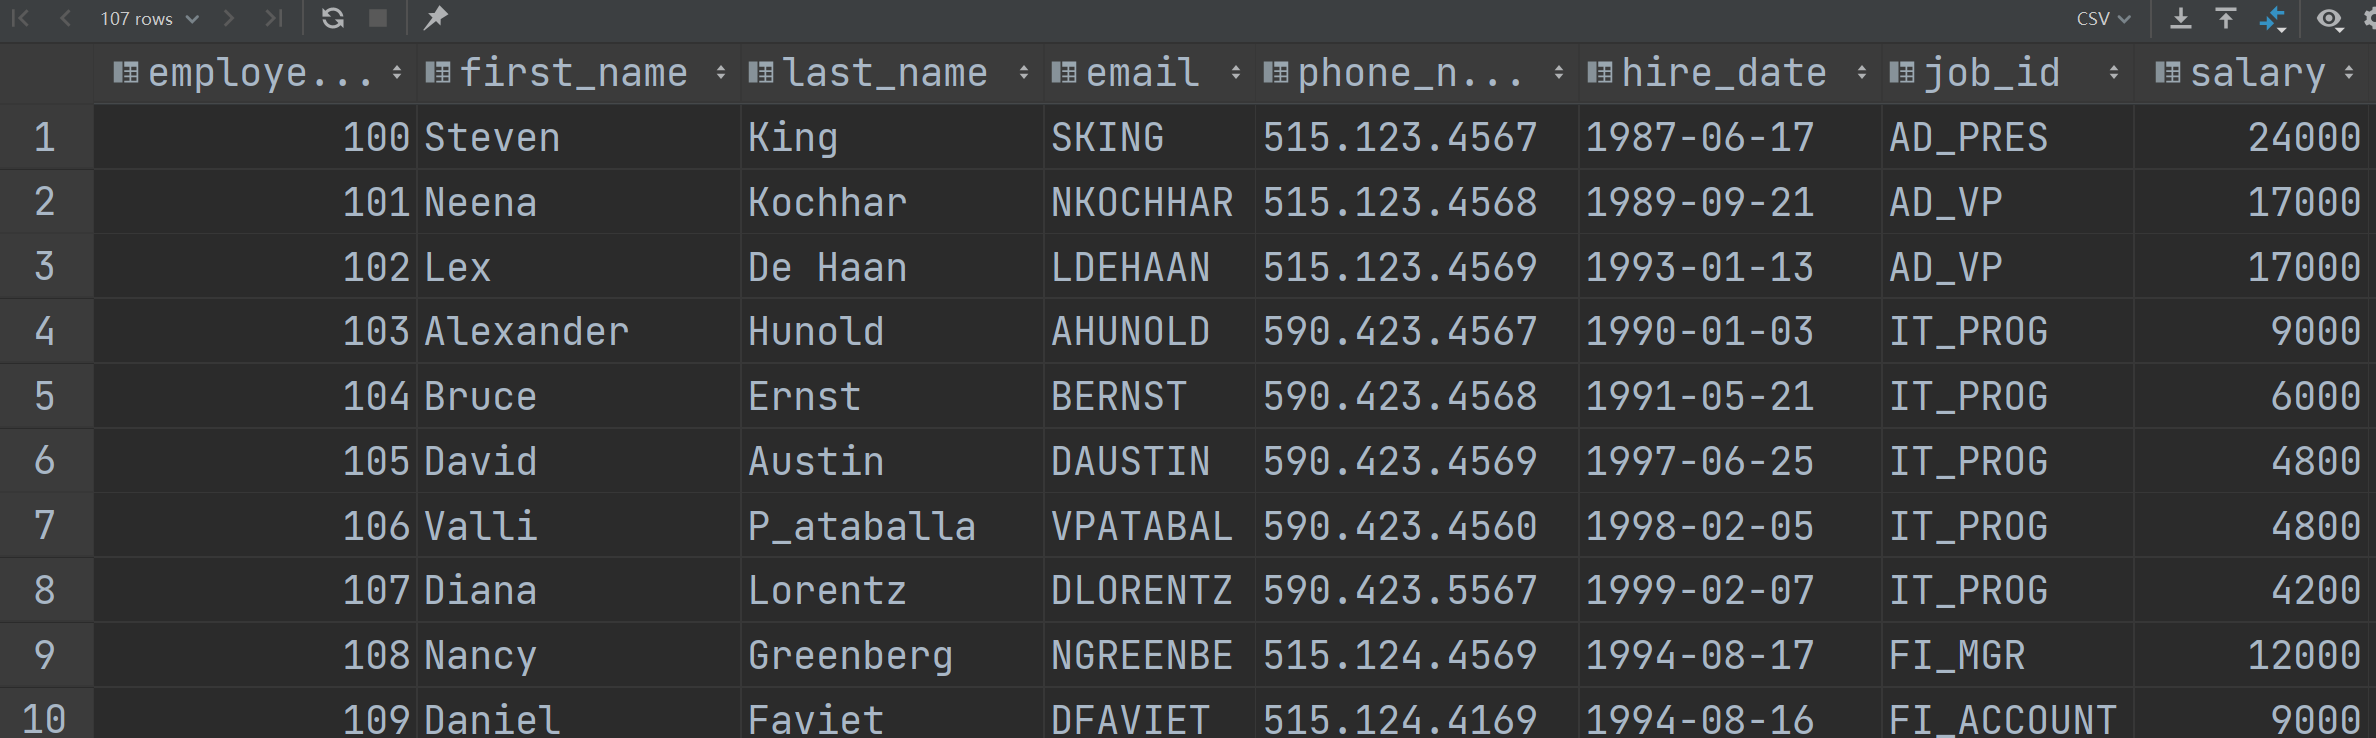 107 rows CSV
employe... first_name last_name email phone_n... hire_date job_id salary
1 100 Steven King SKING 515.123.4567 1987-06-17 AD_PRES 24000
2 101 Neena Kochhar NKOCHHAR 515.123.4568 1989-09-21 AD_VP 17000
3 102 Lex De Haan LDEHAAN 515.123.4569 1993-01-13 AD_VP 17000
4 103 Alexander Hunold AHUNOLD 590.423.4567 1990-01-03 IT_PROG 9000
5 104 Bruce Ernst BERNST 590.423.4568 1991-05-21 IT_PROG 6000
6 105 David Austin DAUSTIN 590.423.4569 1997-06-25 IT_PROG 4800
7 106 Valli P_ataballa VPATABAL 590.423.4560 1998-02-05 IT_PROG 4800
8 107 Diana Lorentz DLORENTZ 590.423.5567 1999-02-07 IT_PROG 4200
9 108 Nancy Greenberg NGREENBE 515.124.4569 1994-08-17 FI_MGR 12000
10 109 Daniel Faviet DFAVIET 515.124.4169 1994-08-16 FI_ACCOUNT 9000